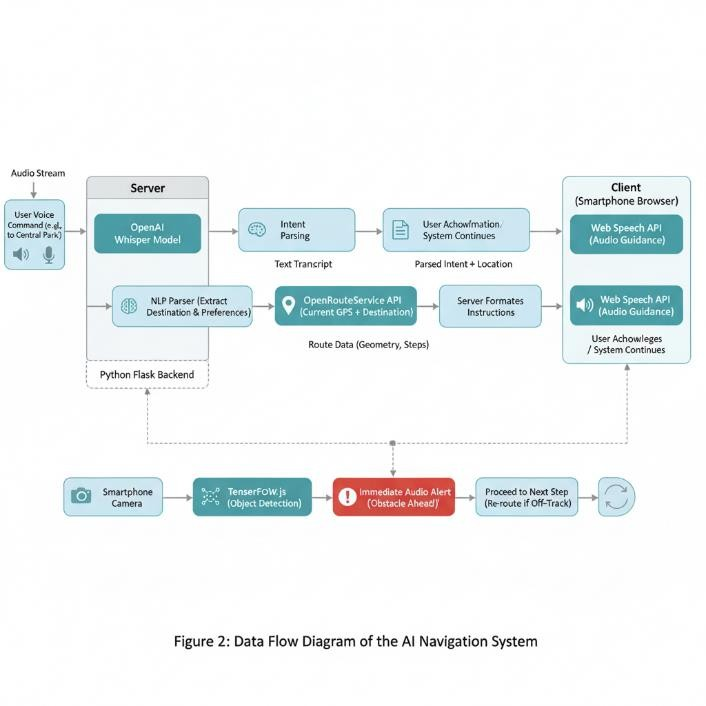 Audio Stream
User Voice
Command (e.g.,
to Central Park)
Server
OpenAI
Whisper Model
Intent
Parsing
Text Trancript
User Achowfmation/
System Continues
Parsed Intent + Location
Client
(Smartphone Browser)
Web Speech API
(Audio Guidance)
NLP Parser (Extract
Destination & Preferences)
OpenRouteService API
(Current GPS + Destination)
Route Data (Geometry, Steps)
Server Formates
Instructions
Web Speech API
(Audio Guidance)
User Achowleges
/ System Continues
Python Flask Backend
Smartphone
Camera
TenserFOW.js
(Object Detection)
Immediate Audio Alert
('Obstacle Ahead!)'
Proceed to Next Step
(Re-route if Off-Track)
Figure 2: Data Flow Diagram of the AI Navigation System